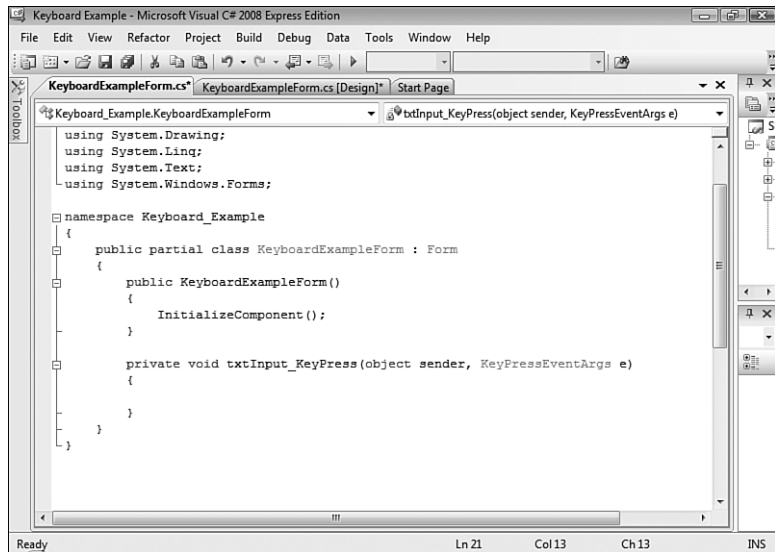 Keyboard Example - Microsoft Visual C# 2008 Express Edition
File Edit View Refactor Project Build Debug Data Tools Window Help
KeyboardExampleForm.cs* KeyboardExampleForm.cs [Design]* Start Page
Toolbox
Keyboard_Example.KeyboardExampleForm txtInput_KeyPress(object sender, KeyPressEventArgs e)
using System.Drawing;
using System.Linq;
using System.Text;
using System.Windows.Forms;
namespace Keyboard_Example
{
public partial class KeyboardExampleForm : Form
{
public KeyboardExampleForm()
{
InitializeComponent();
}
private void txtInput_KeyPress(object sender, KeyPressEventArgs e)
{
}
}
}
Ready Ln 21 Col 13 Ch 13 INS